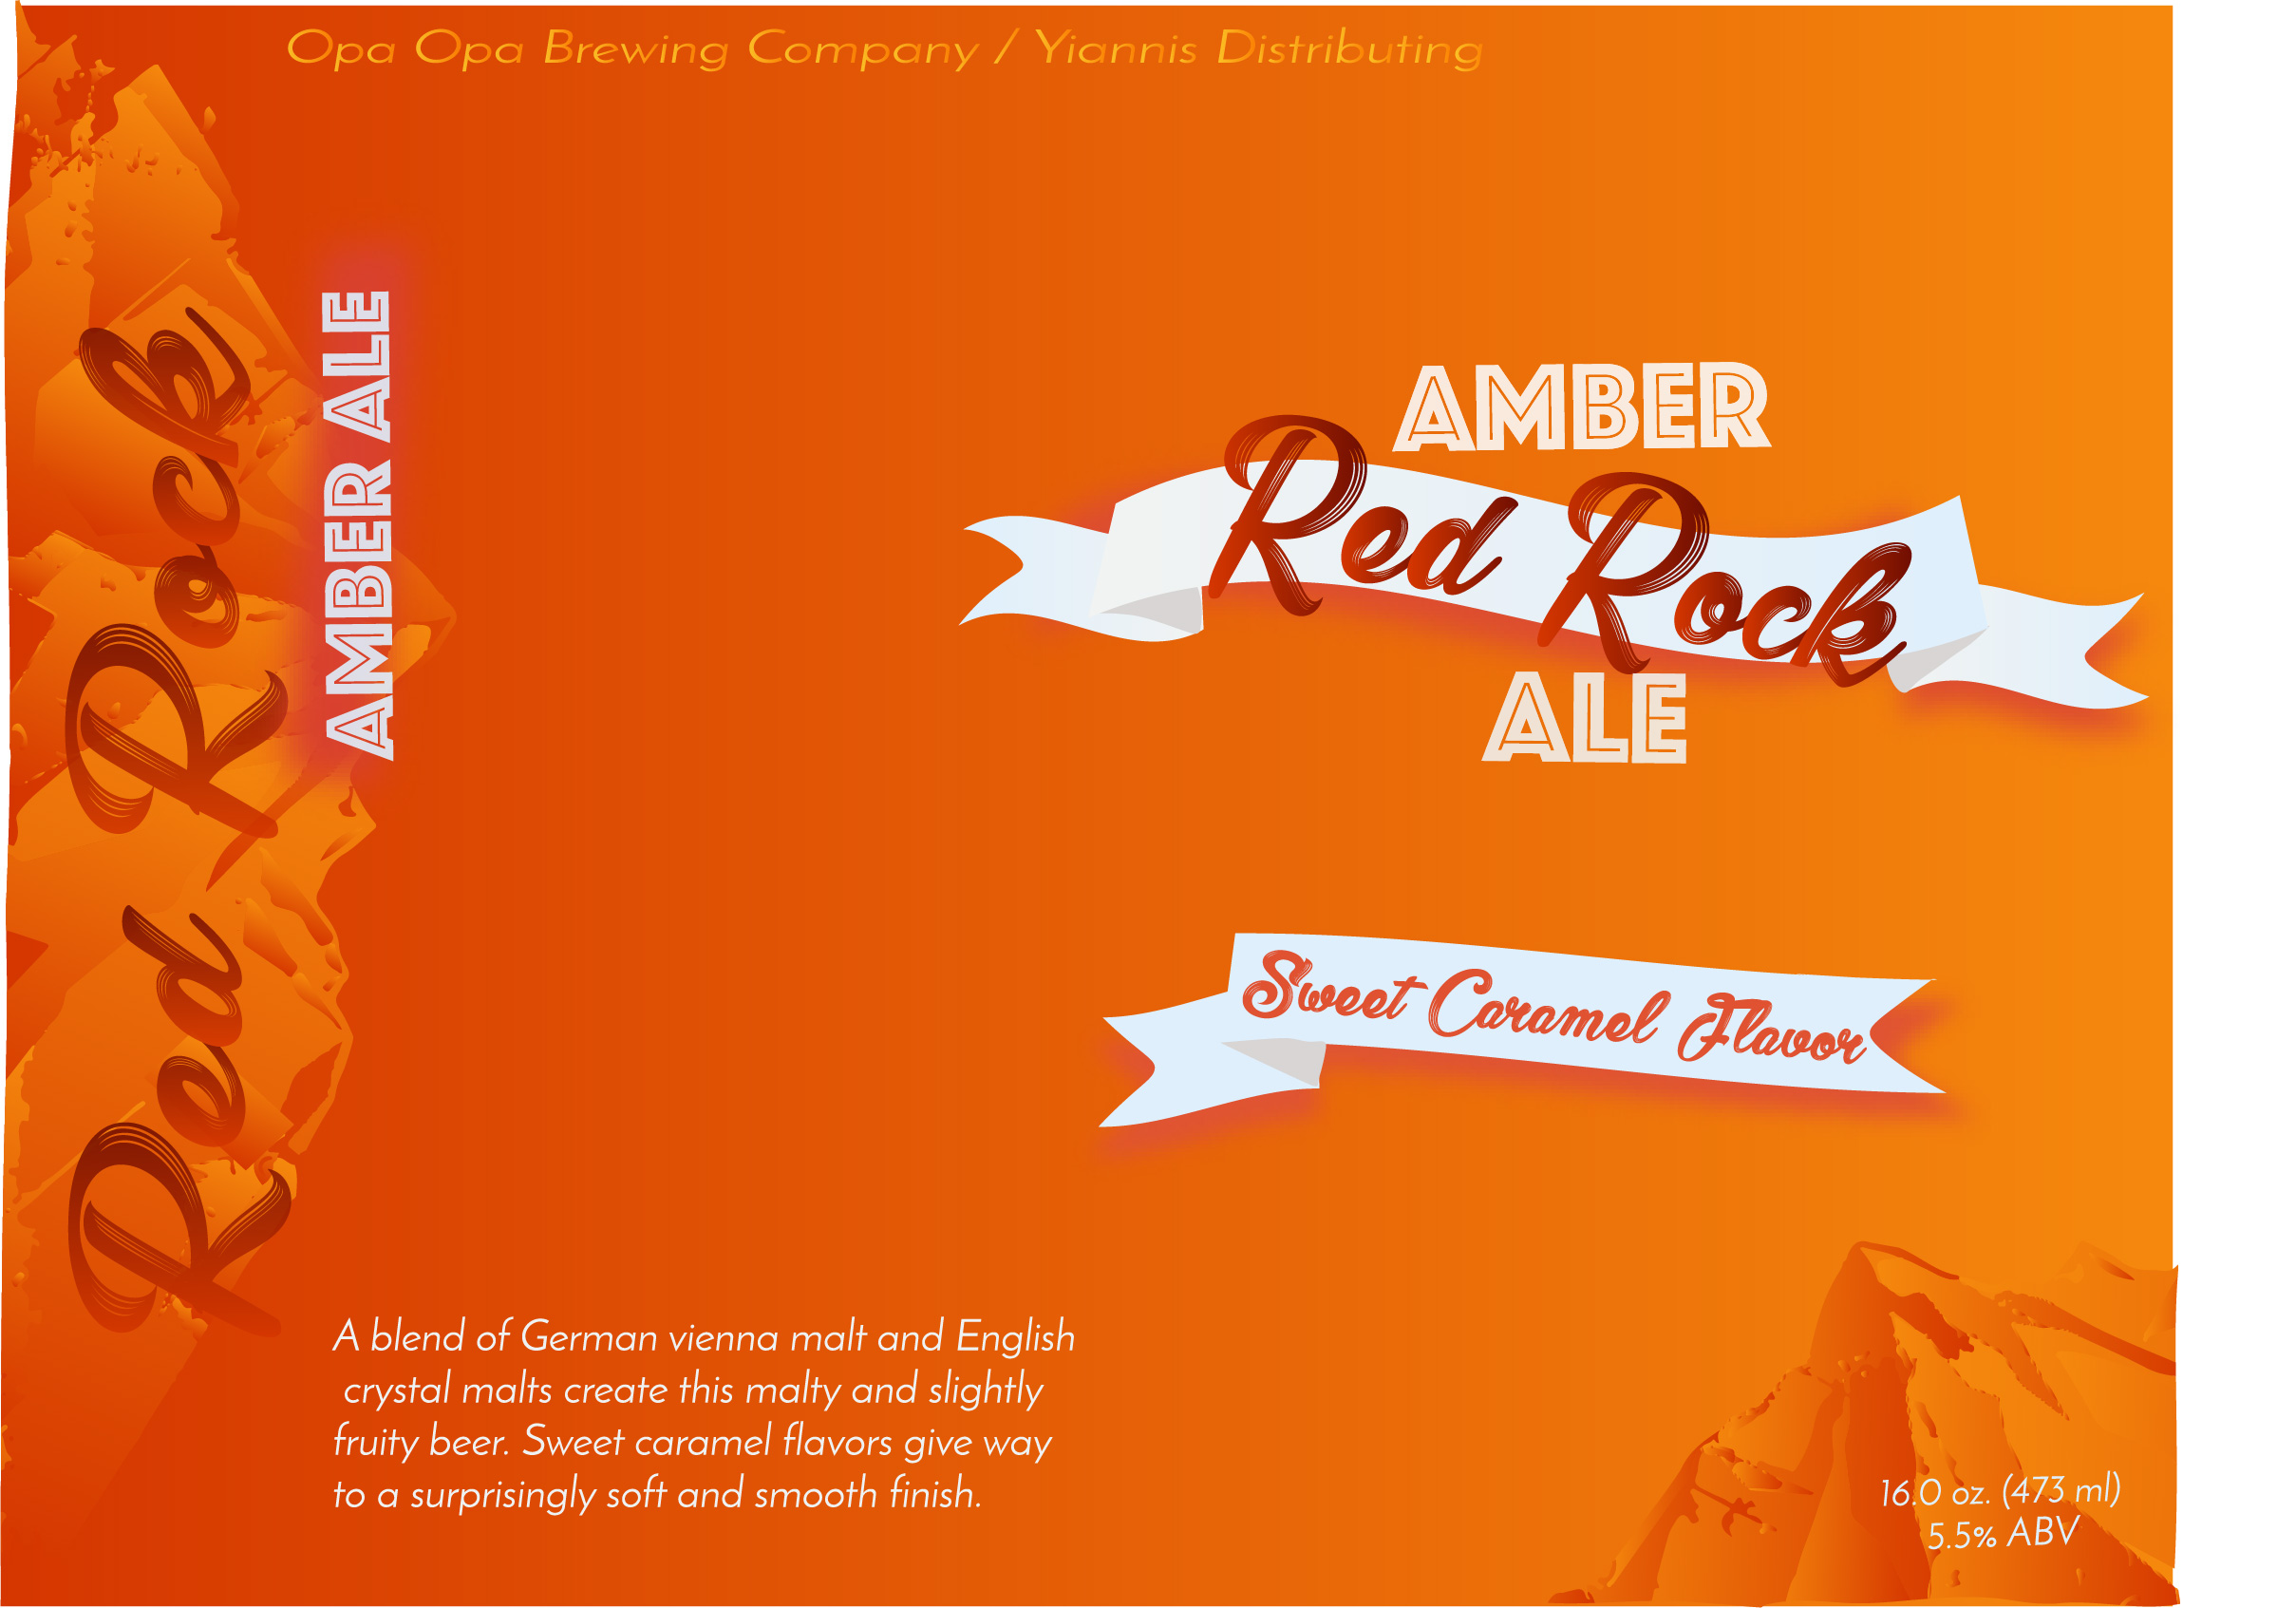 Opa Opa Brewing Company / Yiannis Distributing
Red Rock
AMBER ALE
AMBER
Red Rock
ALE
Sweet Caramel Flavor
A blend of German vienna malt and English
crystal malts create this malty and slightly
fruity beer. Sweet caramel flavors give way
to a surprisingly soft and smooth finish.
16.0 oz. (473 ml)
5.5% ABV